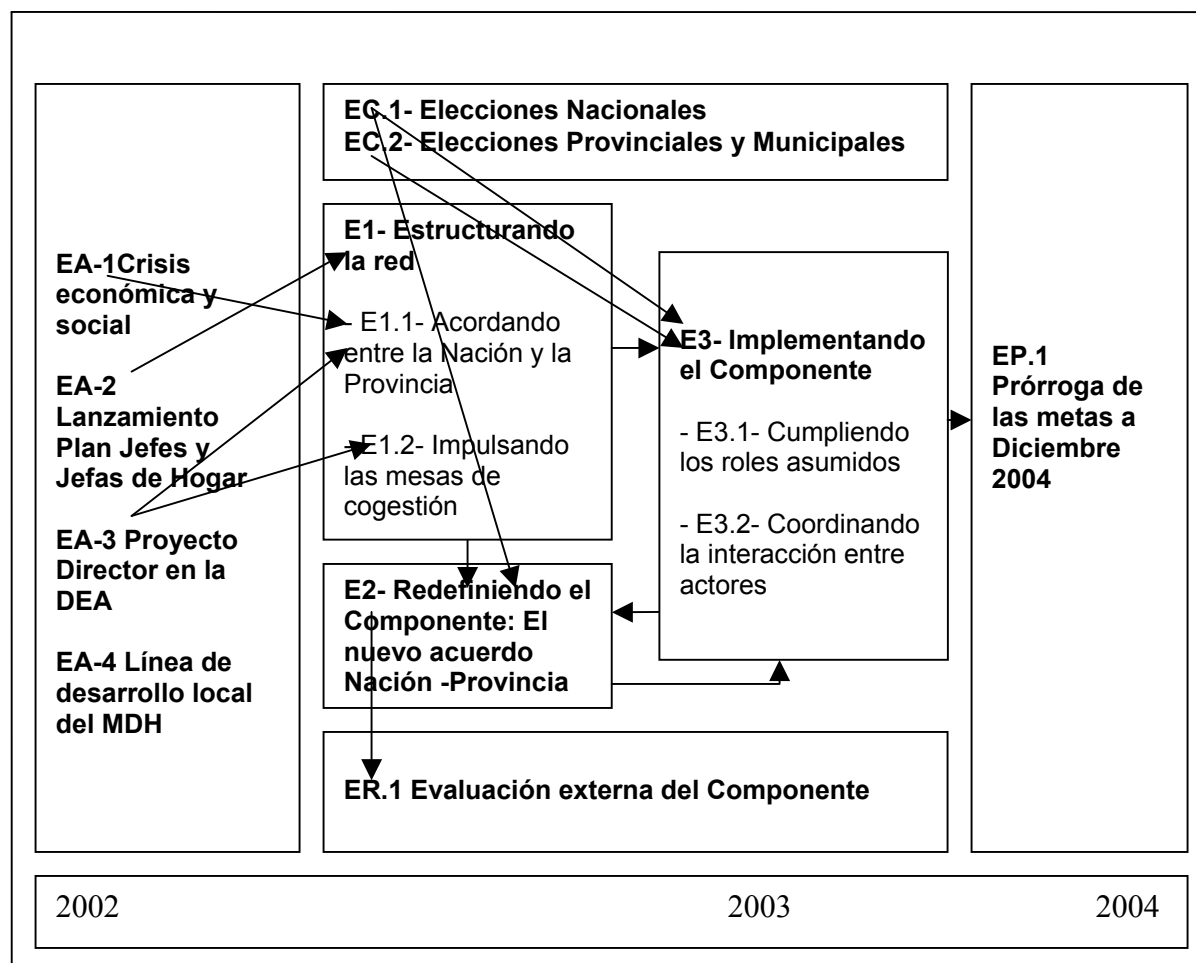 EA-1Crisis
económica y
social
EA-2
Lanzamiento
Plan Jefes y
Jefas de Hogar
EA-3 Proyecto
Director en la
DEA
EA-4 Línea de
desarrollo local
del MDH
EC.1- Elecciones Nacionales
EC.2- Elecciones Provinciales y Municipales
E1- Estructurando
la red
- E1.1- Acordando
entre la Nación y la
Provincia
- E1.2- Impulsando
las mesas de
cogestión
E2- Redefiniendo el
Componente: El
nuevo acuerdo
Nación -Provincia
E3- Implementando
el Componente
- E3.1- Cumpliendo
los roles asumidos
- E3.2- Coordinando
la interacción entre
actores
ER.1 Evaluación externa del Componente
EP.1
Prórroga de
las metas a
Diciembre
2004
2002 2003 2004